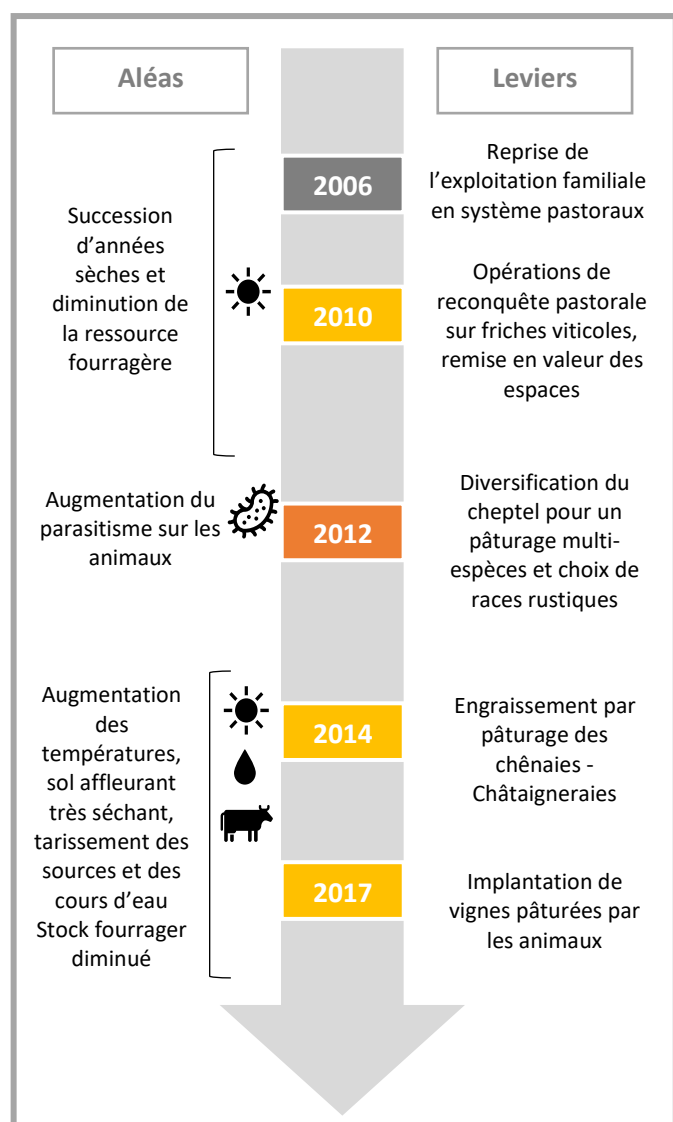 Aléas
Leviers
2006
Reprise de
l’exploitation familiale
en système pastoraux
Succession
d’années
sèches et
diminution de
la ressource
fourragère
2010
Opérations de
reconquête pastorale
sur friches viticoles,
remise en valeur des
espaces
Augmentation du
parasitisme sur les
animaux
2012
Diversification du
cheptel pour un
pâturage multi-
espèces et choix de
races rustiques
Augmentation
des
températures,
sol affleurant
très séchant,
tarissement des
sources et des
cours d’eau
Stock fourrager
diminué
2014
Engraissement par
pâturage des
chênaies -
Châtaigneraies
2017
Implantation de
vignes pâturées par
les animaux